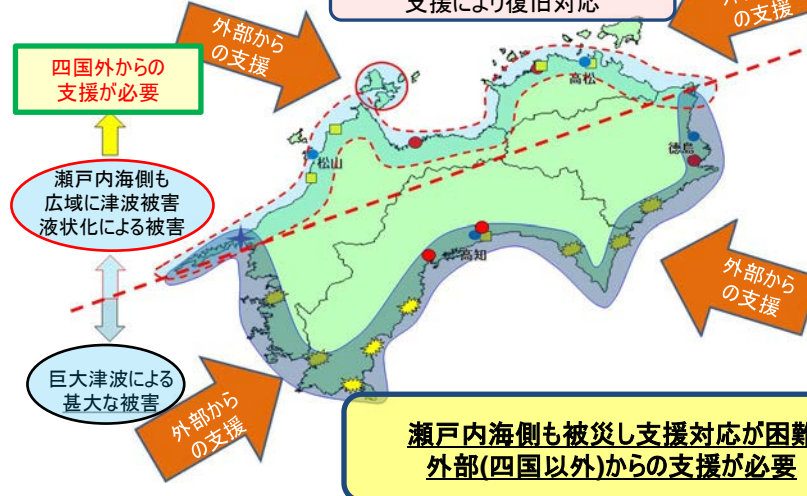 支援により復旧対応
外部から
の支援
の支援
四国外からの
支援が必要
高松
松山
徳島
瀬戸内海側も
広域に津波被害
液状化による被害
高知
外部から
の支援
巨大津波による
甚大な被害
外部から
の支援
瀬戸内海側も被災し支援対応が困難
外部(四国以外)からの支援が必要